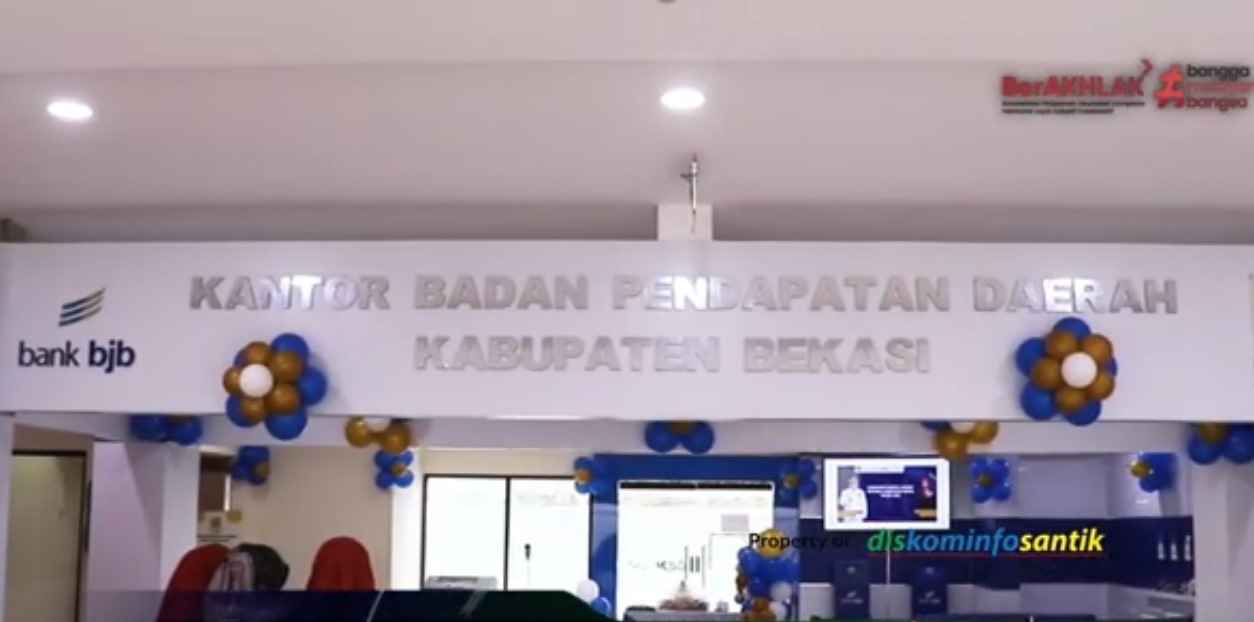 BerAKHLAK
bangga
melayani
bangsa
KANTOR BADAN PENDAPATAN DAERAH
KABUPATEN BEKASI
bank bjb
Property of diskominfosantik